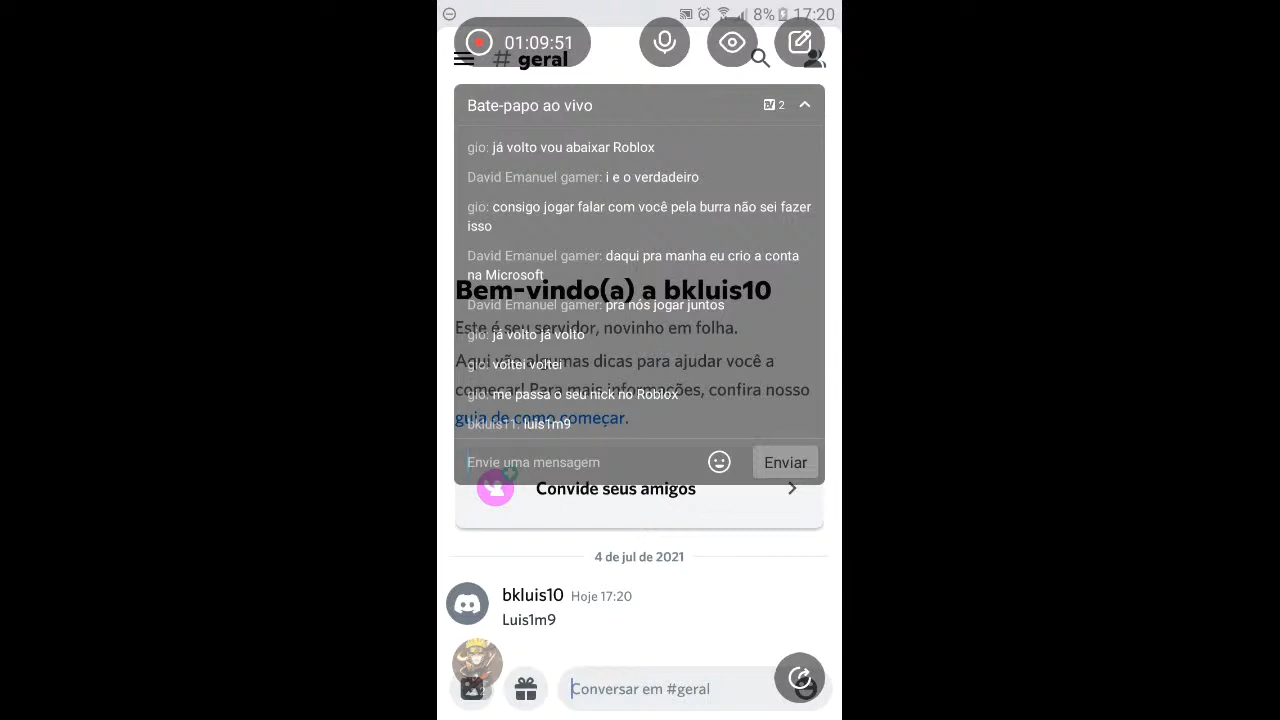 8% 17:20
01:09:51
# geral
Bate-papo ao vivo 2
gio: já volto vou abaixar Roblox
David Emanuel gamer: i e o verdadeiro
gio: consigo jogar falar com você pela burra não sei fazer
isso
David Emanuel gamer: daqui pra manha eu crio a conta
na Microsoft
Bem-vindo(a) a bkluis10
David Emanuel gamer: pra nós jogar juntos
Este é seu servidor, novinho em folha.
gio: já volto já volto
Aqui vão algumas dicas para ajudar você a
gio: voltei voltei
começar! Para mais informações, confira nosso
gio: me passa o seu nick no Roblox
guia de como começar.
bkluis11: luis1m9
Envie uma mensagem Enviar
Convide seus amigos
4 de jul de 2021
bkluis10 Hoje 17:20
Luis1m9
Conversar em #geral